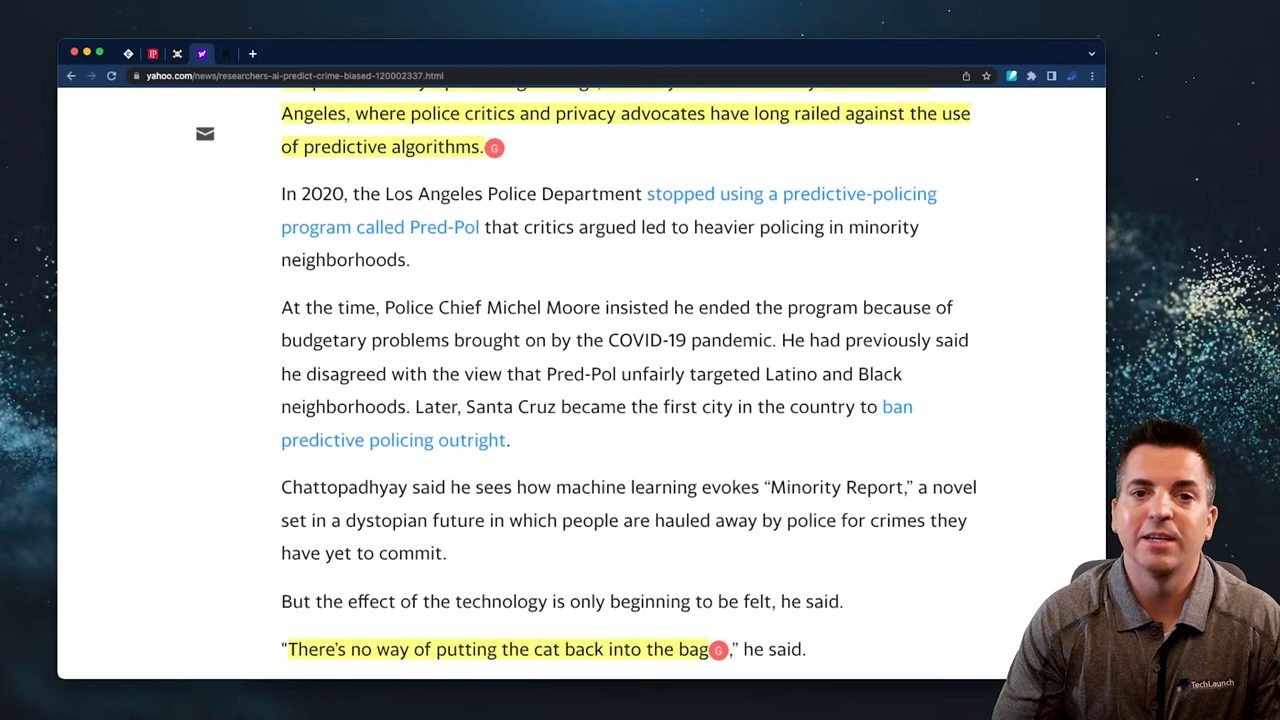 yahoo.com/news/researchers-ai-predict-crime-biased-120002337.html
Angeles, where police critics and privacy advocates have long railed against the use
of predictive algorithms. G
In 2020, the Los Angeles Police Department stopped using a predictive-policing
program called Pred-Pol that critics argued led to heavier policing in minority
neighborhoods.
At the time, Police Chief Michel Moore insisted he ended the program because of
budgetary problems brought on by the COVID-19 pandemic. He had previously said
he disagreed with the view that Pred-Pol unfairly targeted Latino and Black
neighborhoods. Later, Santa Cruz became the first city in the country to ban
predictive policing outright.
Chattopadhyay said he sees how machine learning evokes “Minority Report,” a novel
set in a dystopian future in which people are hauled away by police for crimes they
have yet to commit.
But the effect of the technology is only beginning to be felt, he said.
"There’s no way of putting the cat back into the bag G,” he said.
TechLaunch